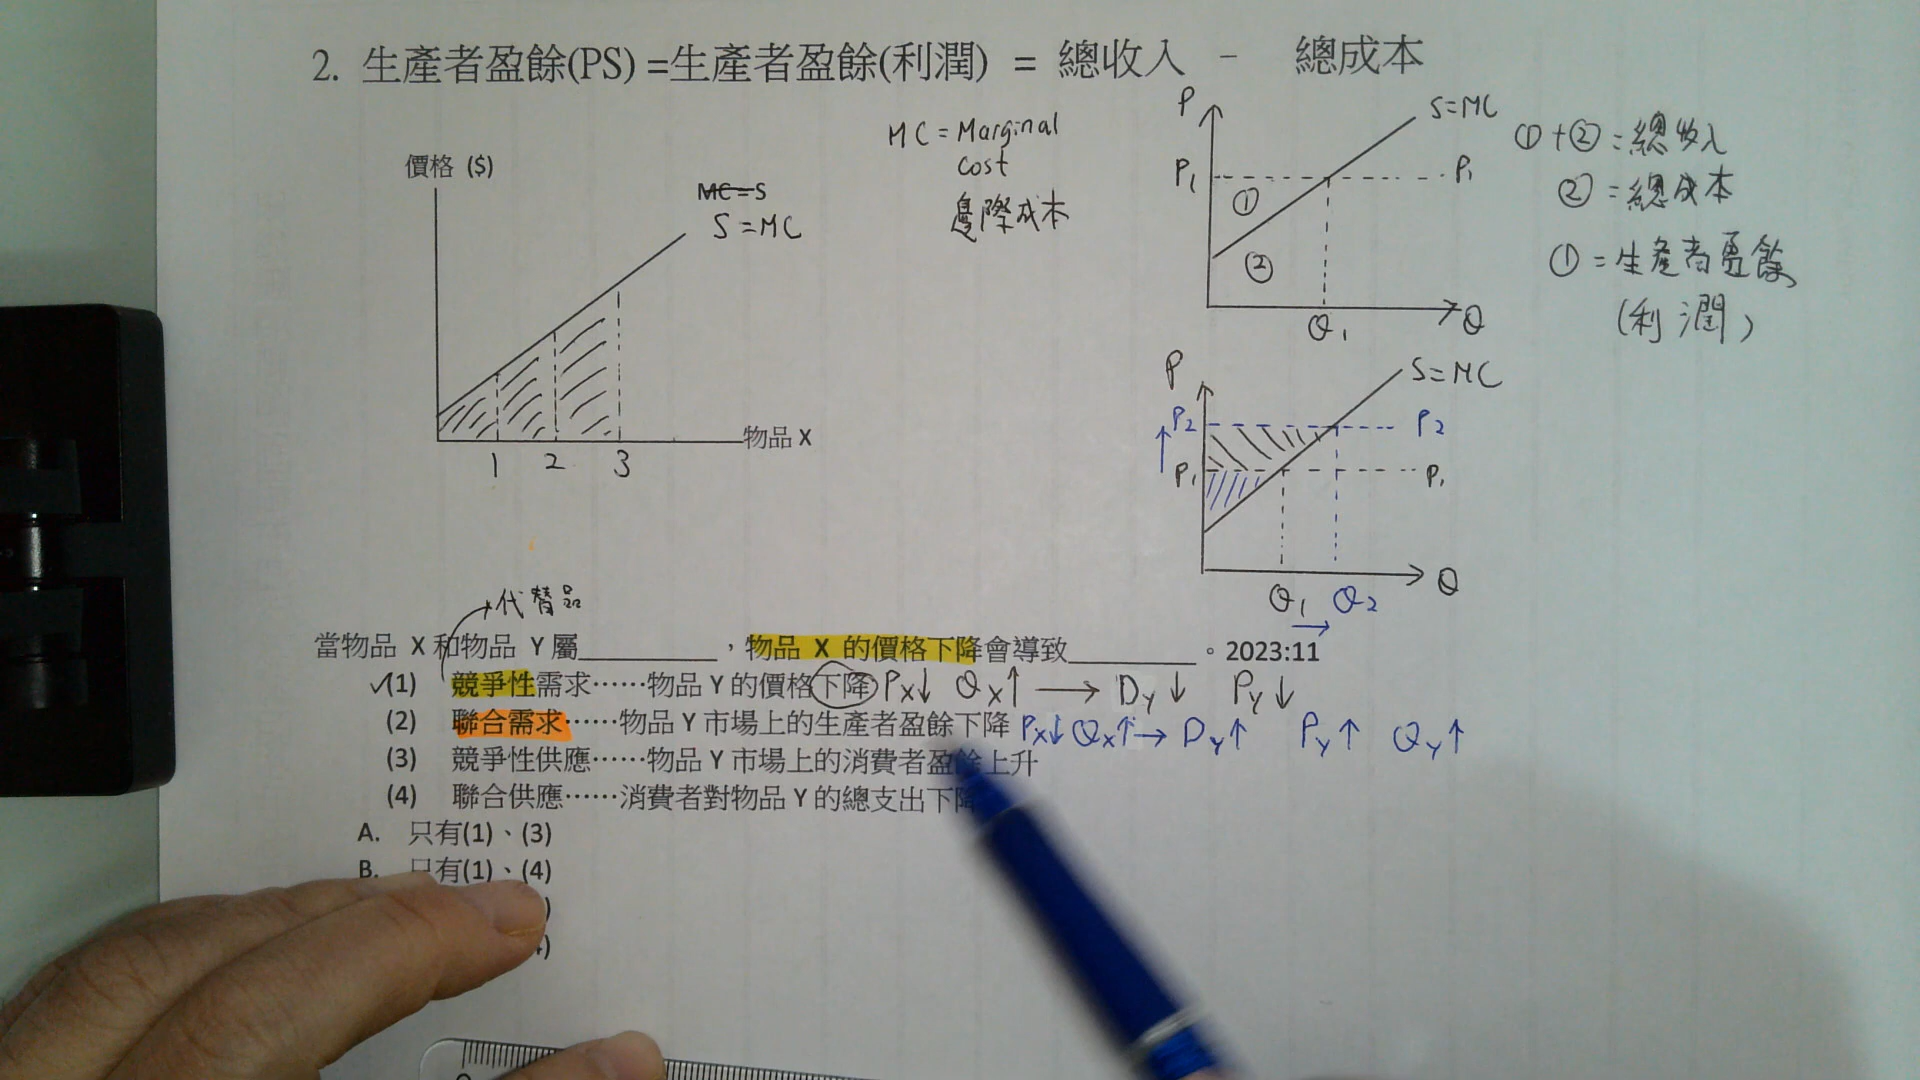 2. 生產者盈餘(PS) =生產者盈餘(利潤) = 總收入 - 總成本
價格 ($)
MC = S
S = MC
物品 X
1 2 3
MC = Marginal
cost
邊際成本
P
S=MC
P₁ P₁
①
②
Q₁ Q
①+②=總收入
②=總成本
①=生產者盈餘
(利潤)
P
S=MC
↑ P₂ P₂
P₁ P₁
Q₁ Q₂ Q
→
代替品
當物品 X 和物品 Y 屬__________,物品 X 的價格下降會導致__________。2023:11
✓(1) 競爭性需求……物品 Y 的價格下降 Px↓ Qx↑ → Dy↓ Py↓
(2) 聯合需求……物品 Y 市場上的生產者盈餘下降 Px↓ Qx↑→ Dy↑ Py↑ Qy↑
(3) 競爭性供應……物品 Y 市場上的消費者盈餘上升
(4) 聯合供應……消費者對物品 Y 的總支出下降
A. 只有(1)、(3)
B. 只有(1)、(4)
)
)